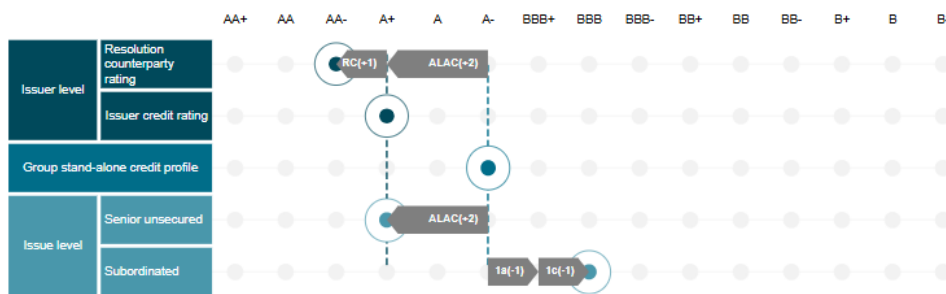 AA+ AA AA- A+ A A- BBB+ BBB BBB- BB+ BB BB- B+ B
Issuer level
Resolution
counterparty
rating
RC(+1) ALAC(+2)
Issuer credit rating
Group stand-alone credit profile
Issue level
Senior unsecured
ALAC(+2)
Subordinated
1a(-1) 1c(-1)